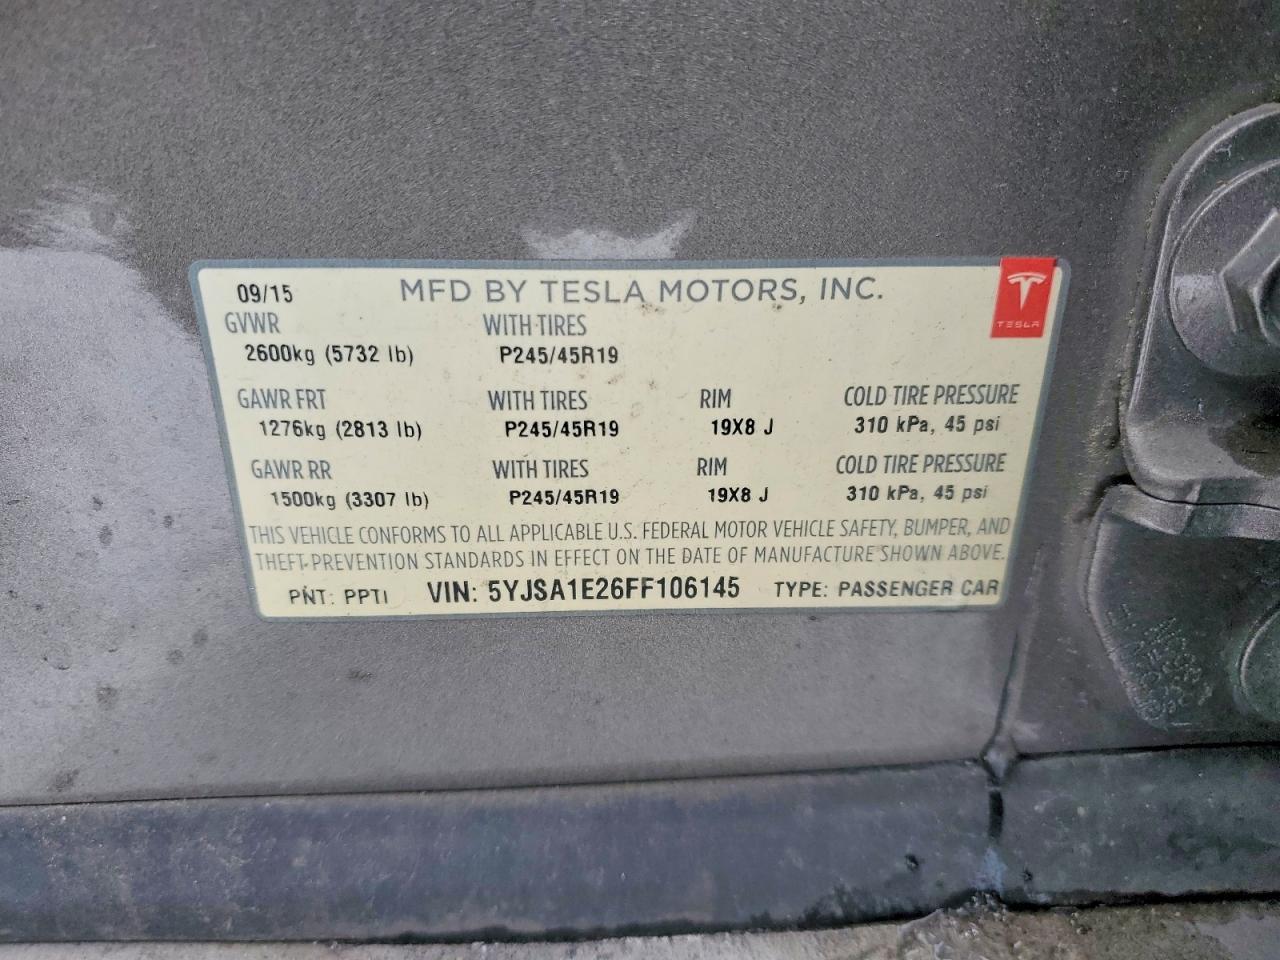 09/15 MFD BY TESLA MOTORS, INC.
TESLA
GVWR WITH TIRES
2600kg (5732 lb) P245/45R19
GAWR FRT WITH TIRES RIM COLD TIRE PRESSURE
1276kg (2813 lb) P245/45R19 19X8 J 310 kPa, 45 psi
GAWR RR WITH TIRES RIM COLD TIRE PRESSURE
1500kg (3307 lb) P245/45R19 19X8 J 310 kPa, 45 psi
THIS VEHICLE CONFORMS TO ALL APPLICABLE U.S. FEDERAL MOTOR VEHICLE SAFETY, BUMPER, AND
THEFT-PREVENTION STANDARDS IN EFFECT ON THE DATE OF MANUFACTURE SHOWN ABOVE.
PNT: PPTI VIN: 5YJSA1E26FF106145 TYPE: PASSENGER CAR